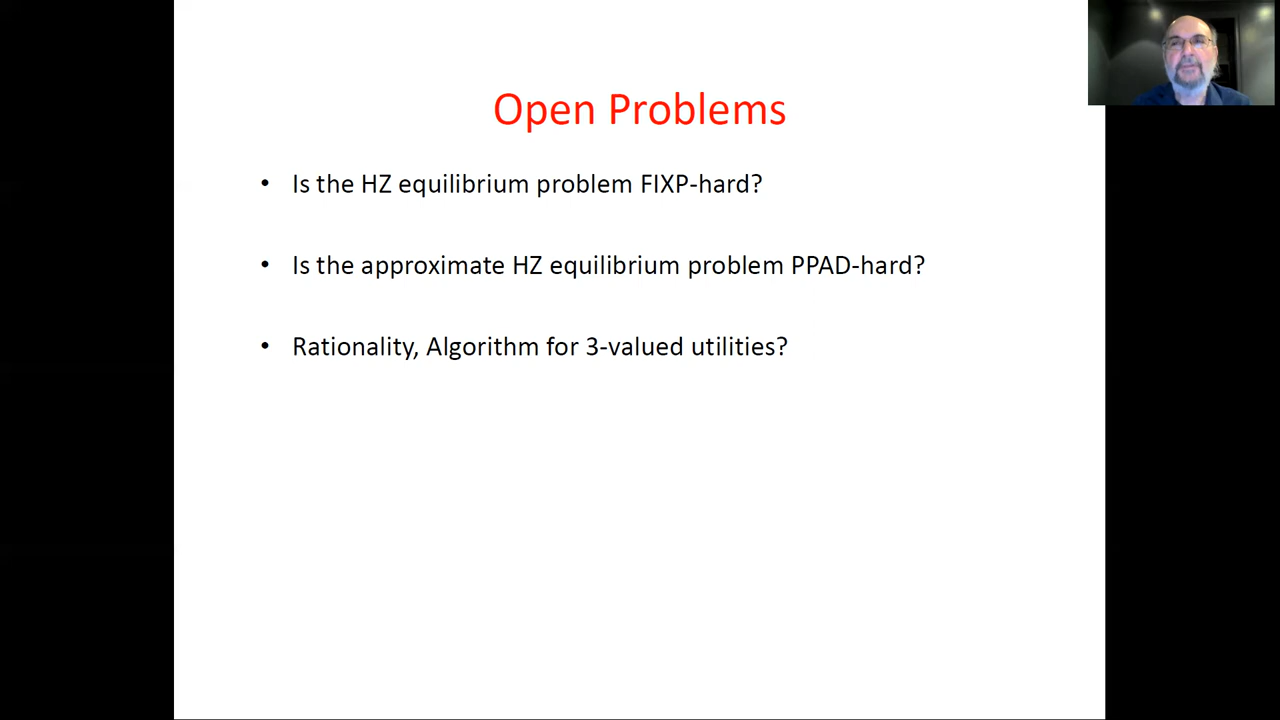 Open Problems
• Is the HZ equilibrium problem FIXP-hard?
• Is the approximate HZ equilibrium problem PPAD-hard?
• Rationality, Algorithm for 3-valued utilities?